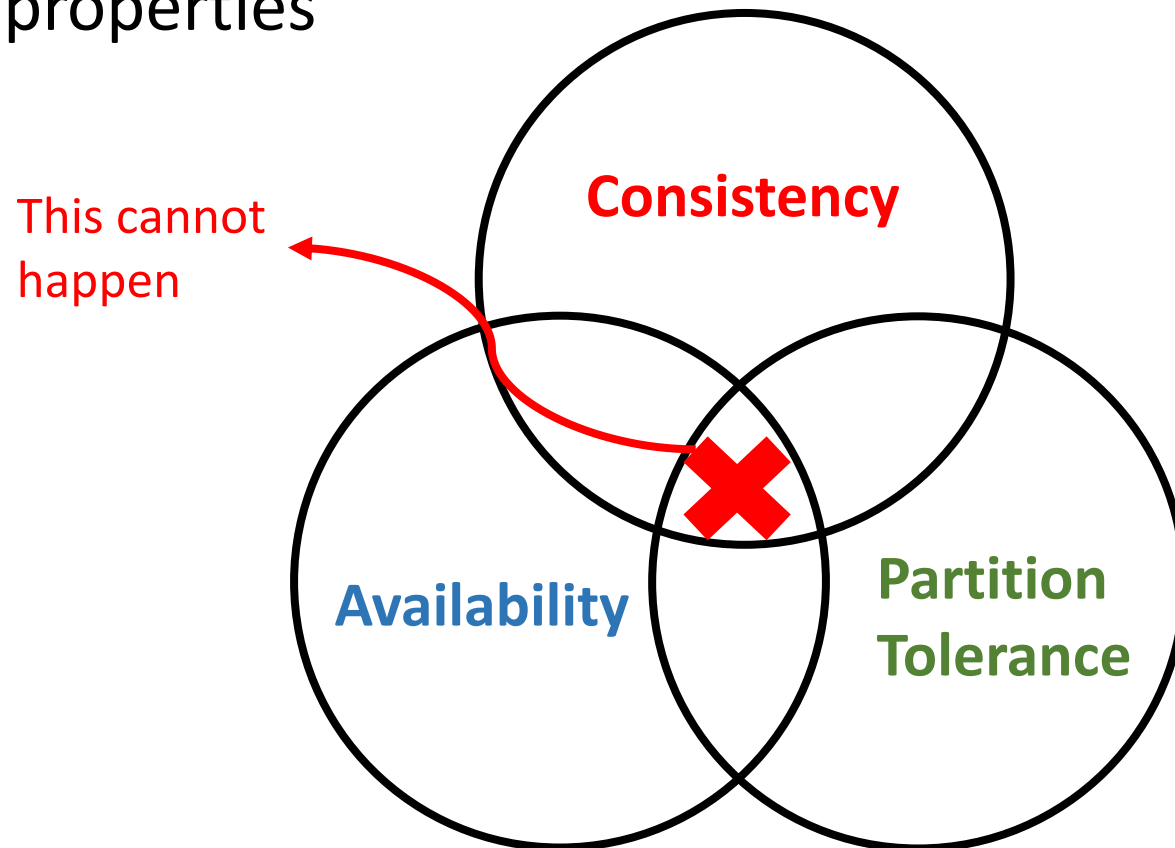 properties
Consistency
This cannot
happen
Availability
Partition
Tolerance